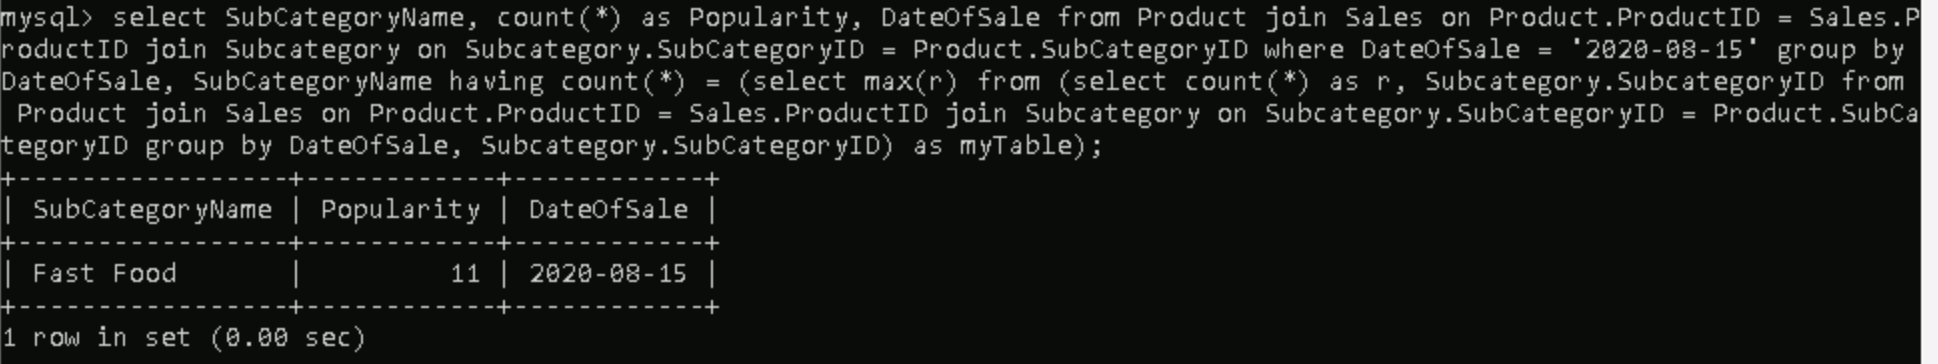 mysql> select SubCategoryName, count(*) as Popularity, DateOfSale from Product join Sales on Product.ProductID = Sales.P
roductID join Subcategory on Subcategory.SubCategoryID = Product.SubCategoryID where DateOfSale = '2020-08-15' group by
DateOfSale, SubCategoryName having count(*) = (select max(r) from (select count(*) as r, Subcategory.SubcategoryID from
 Product join Sales on Product.ProductID = Sales.ProductID join Subcategory on Subcategory.SubCategoryID = Product.SubCa
tegoryID group by DateOfSale, Subcategory.SubCategoryID) as myTable);
+-----------------+------------+------------+
| SubCategoryName | Popularity | DateOfSale |
+-----------------+------------+------------+
| Fast Food       |         11 | 2020-08-15 |
+-----------------+------------+------------+
1 row in set (0.00 sec)